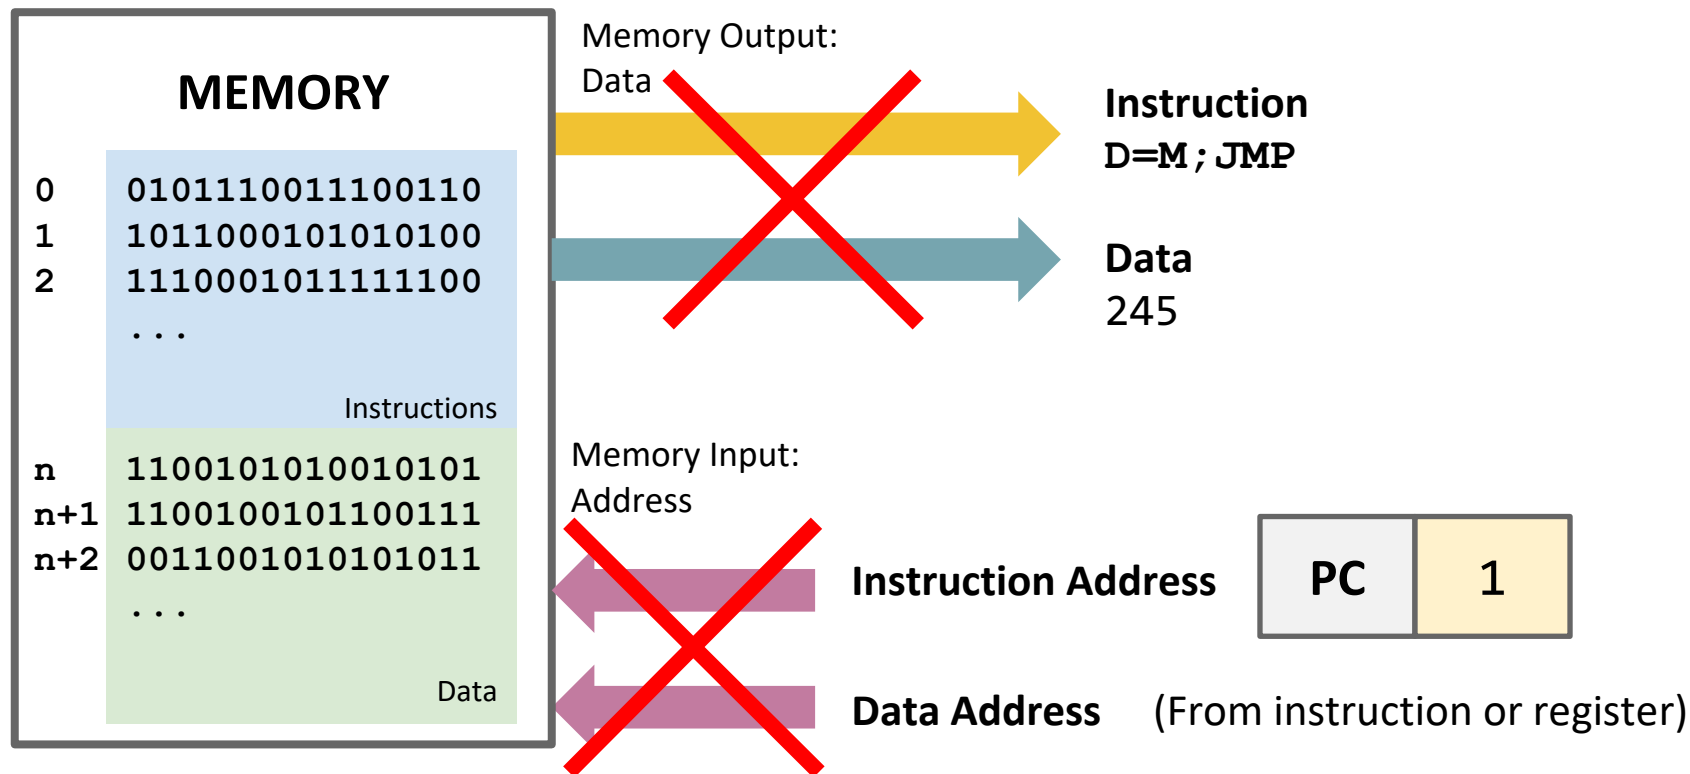 MEMORY
0 0101110011100110
1 1011000101010100
2 1110001011111100
...
Instructions
n 1100101010010101
n+1 1100100101100111
n+2 0011001010101011
...
Data
Memory Output:
Data
Instruction
D=M;JMP
Data
245
Memory Input:
Address
Instruction Address
PC 1
Data Address (From instruction or register)